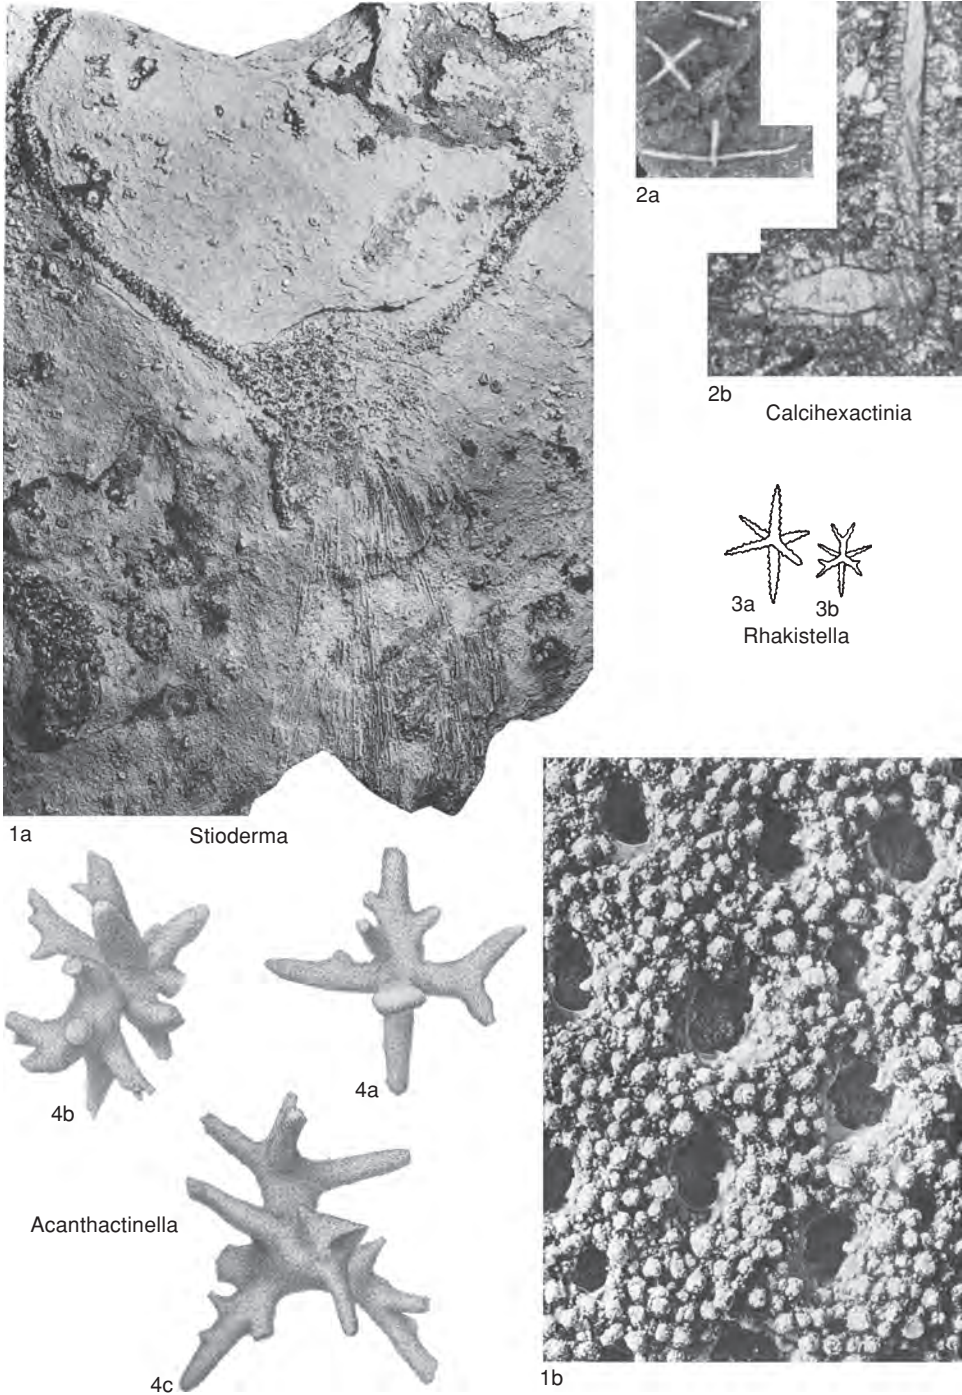 2a
2b
Calcihexactinia
3a
3b
Rhakistella
1a
Stioderma
4b
4a
Acanthactinella
4c
1b